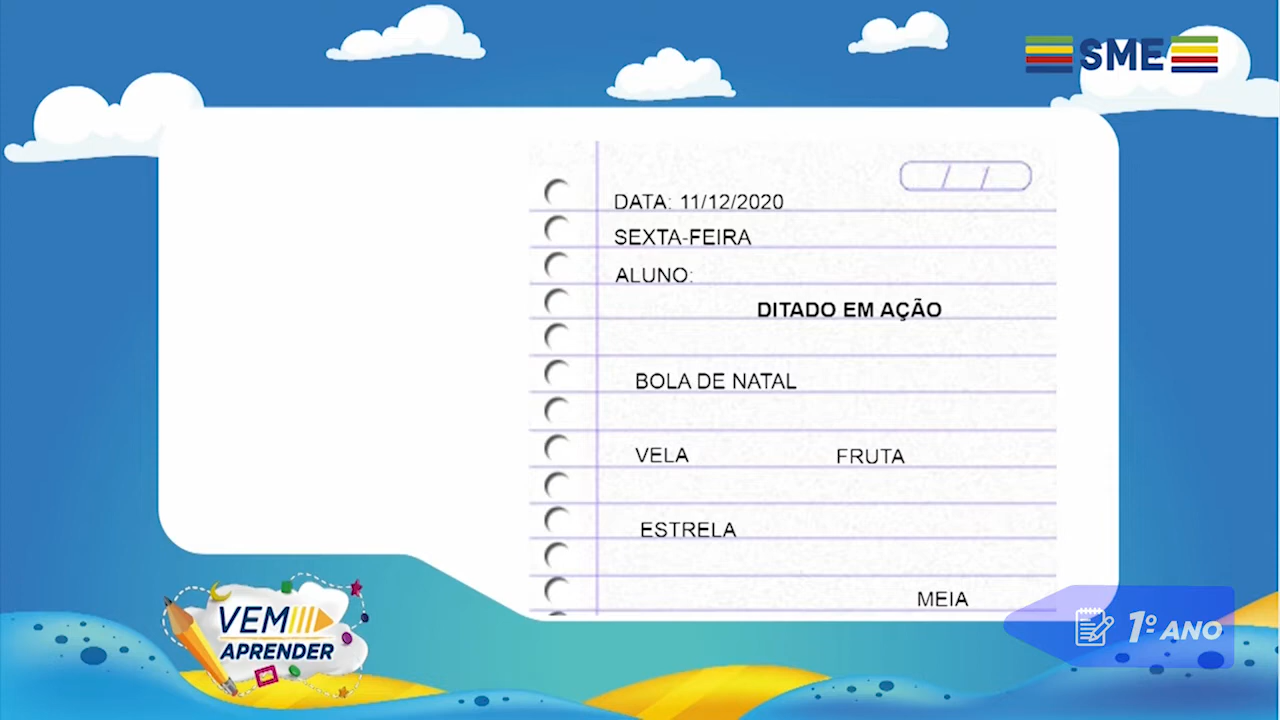 SME
DATA: 11/12/2020
SEXTA-FEIRA
ALUNO:
DITADO EM AÇÃO
BOLA DE NATAL
VELA FRUTA
ESTRELA
MEIA
VEM
APRENDER
1º ANO